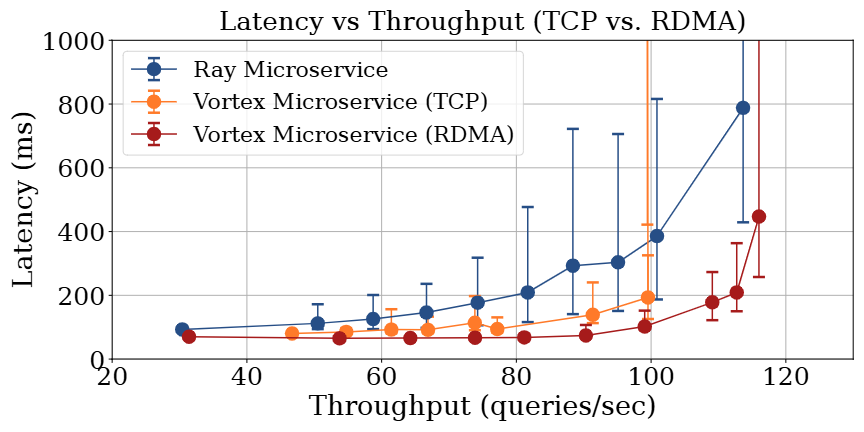 Latency vs Throughput (TCP vs. RDMA)
Latency (ms)
1000
800
600
400
200
0
Ray Microservice
Vortex Microservice (TCP)
Vortex Microservice (RDMA)
20
40
60
80
100
120
Throughput (queries/sec)